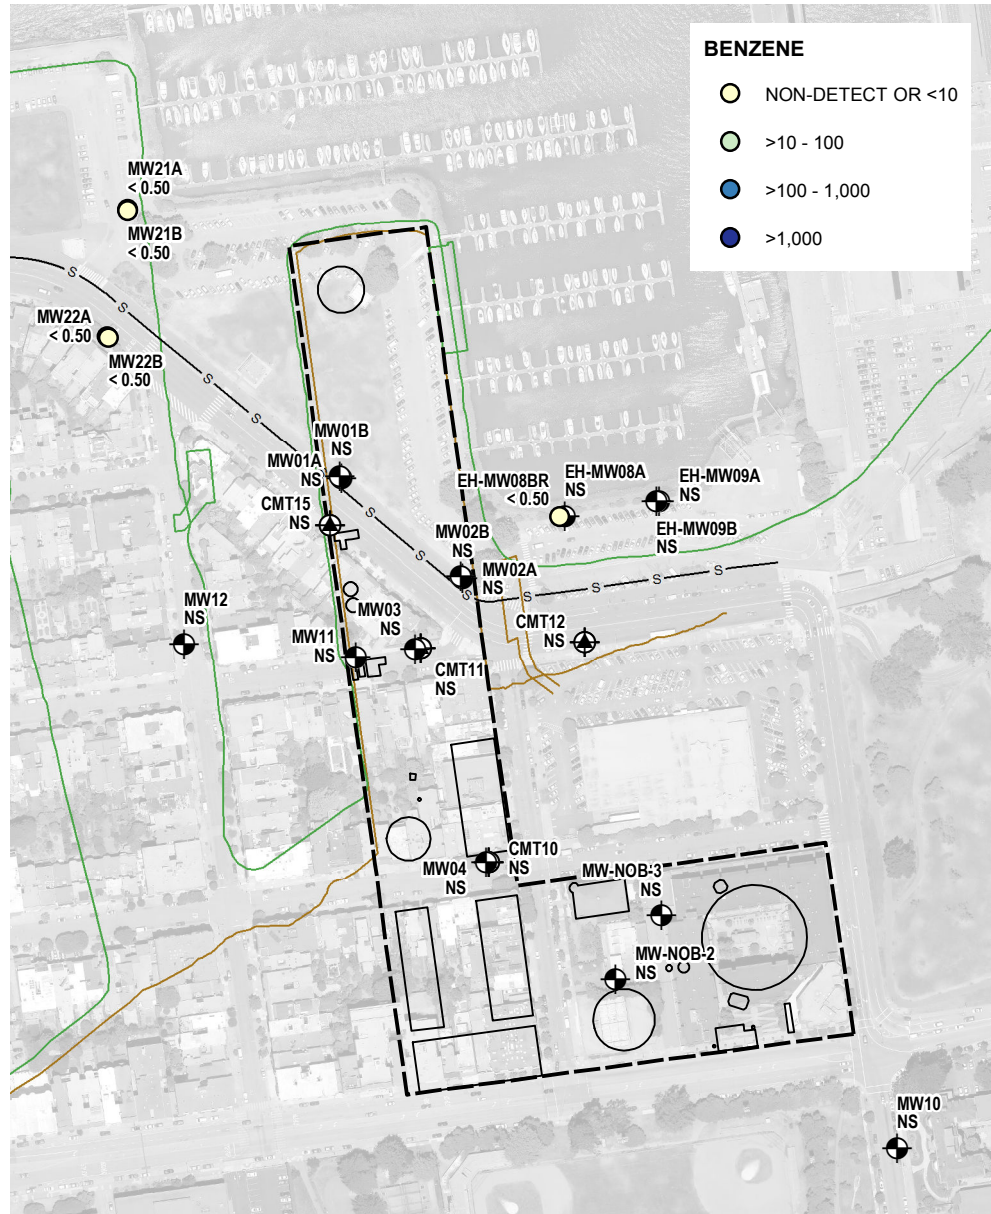 BENZENE
NON-DETECT OR <10
>10 - 100
>100 - 1,000
>1,000
MW21A
< 0.50
MW21B
< 0.50
S
S
MW22A
< 0.50
MW22B
< 0.50
S
S
MW01B
NS
MW01A
NS
CMT15
NS
S
EH-MW08BR
< 0.50
EH-MW08A
NS
EH-MW09A
NS
EH-MW09B
NS
MW02B
NS
S
MW02A
NS
S
S
S
S
S
MW12
NS
MW03
NS
MW11
NS
CMT11
NS
CMT12
NS
CMT10
NS
MW04
NS
MW-NOB-3
NS
MW-NOB-2
NS
MW10
NS